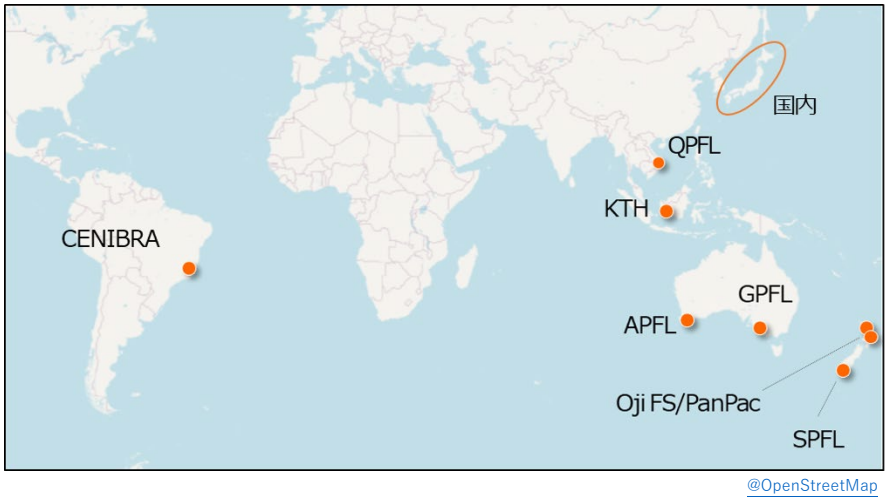 国内
QPFL
KTH
CENIBRA
GPFL
APFL
Oji FS/PanPac
SPFL
@OpenStreetMap